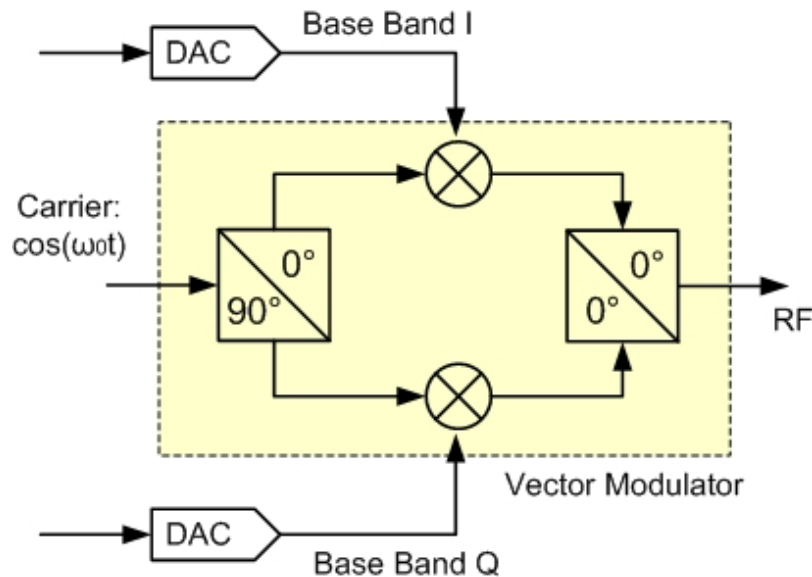 Base Band I
DAC
Carrier:
cos(ω₀t)
0°
90°
0°
0°
RF
Vector Modulator
DAC
Base Band Q